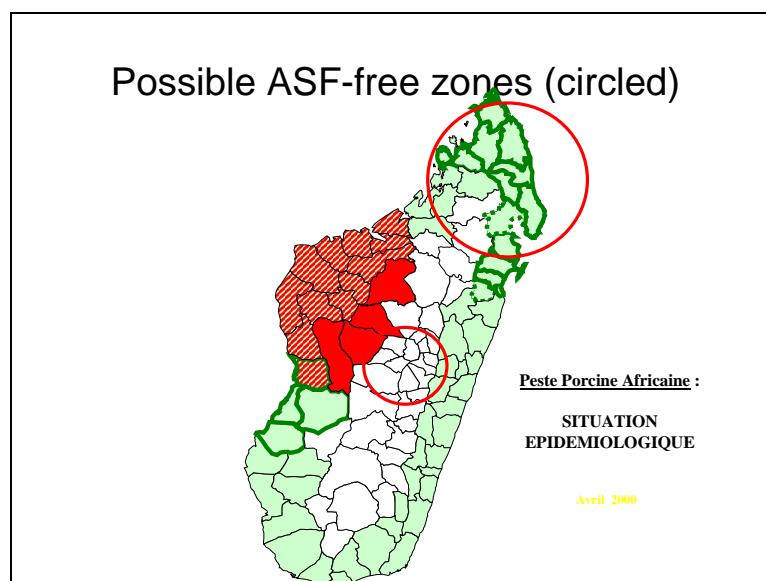 Possible ASF-free zones (circled)
Peste Porcine Africaine :
SITUATION
EPIDEMIOLOGIQUE
Avril 2000